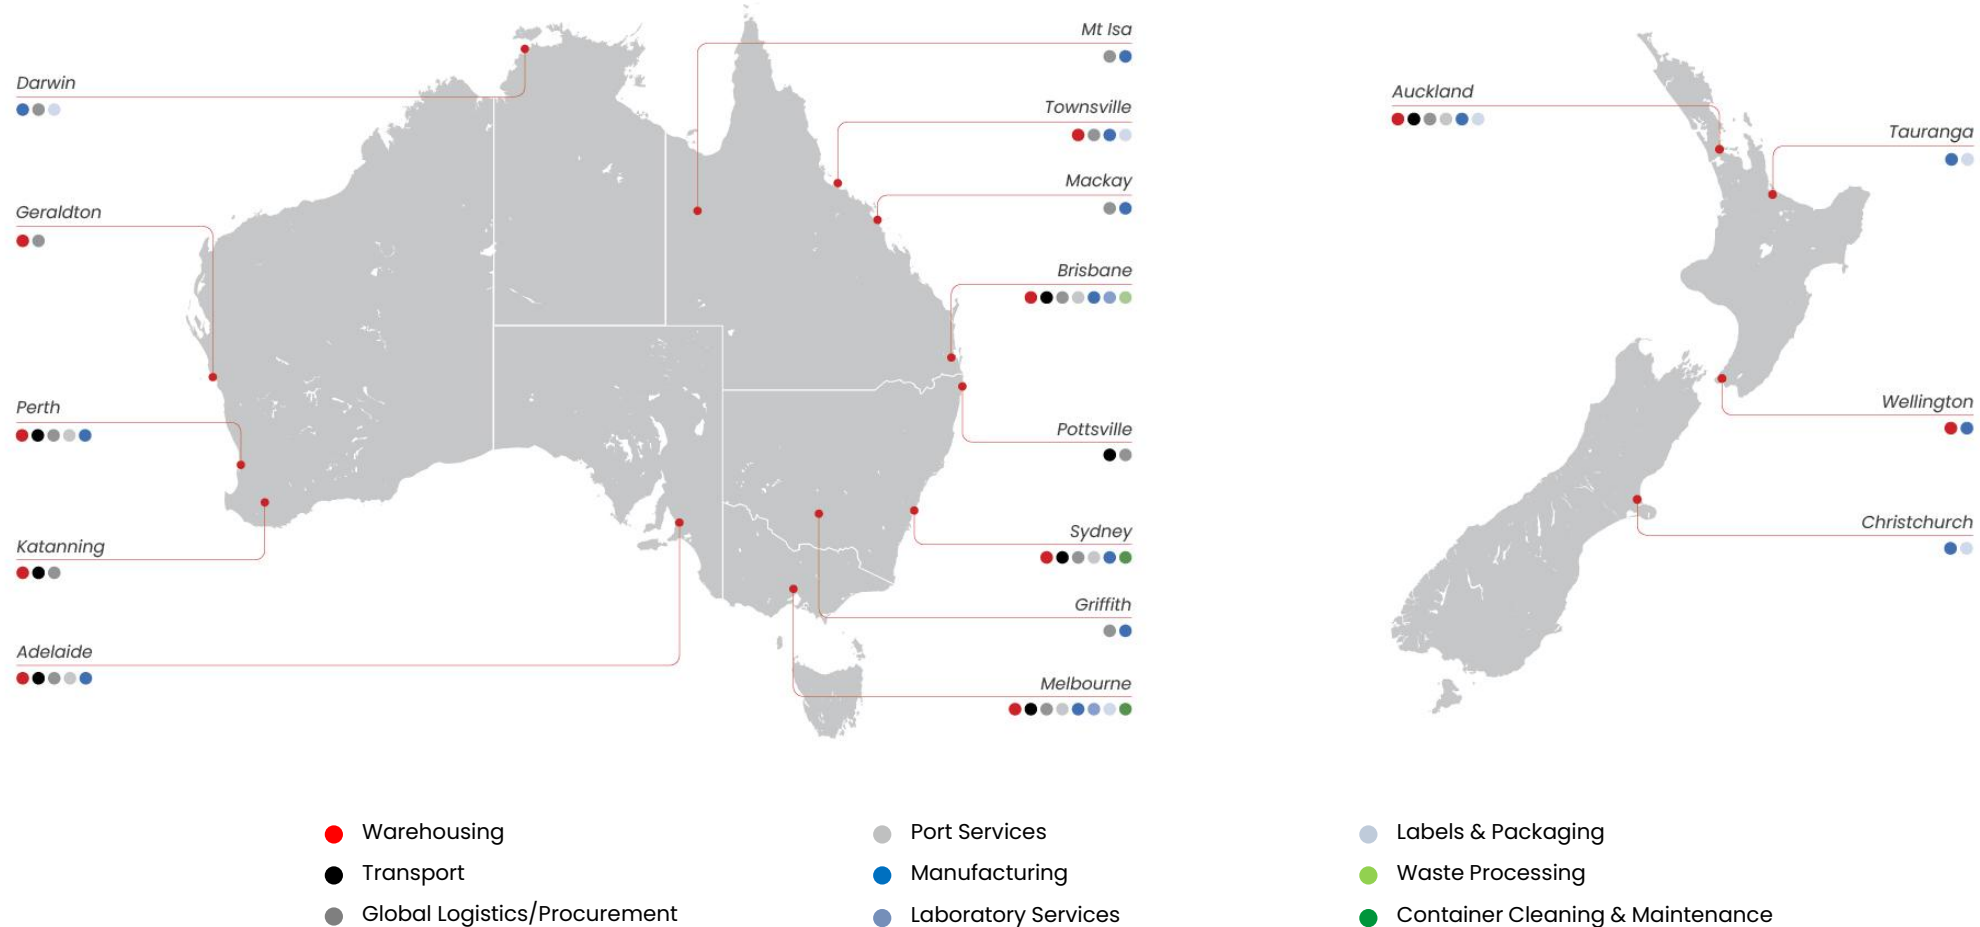 Mt Isa
Darwin
Townsville
Mackay
Geraldton
Brisbane
Perth
Pottsville
Sydney
Katanning
Griffith
Adelaide
Melbourne
Auckland
Tauranga
Wellington
Christchurch
Warehousing
Transport
Global Logistics/Procurement
Port Services
Manufacturing
Laboratory Services
Labels & Packaging
Waste Processing
Container Cleaning & Maintenance